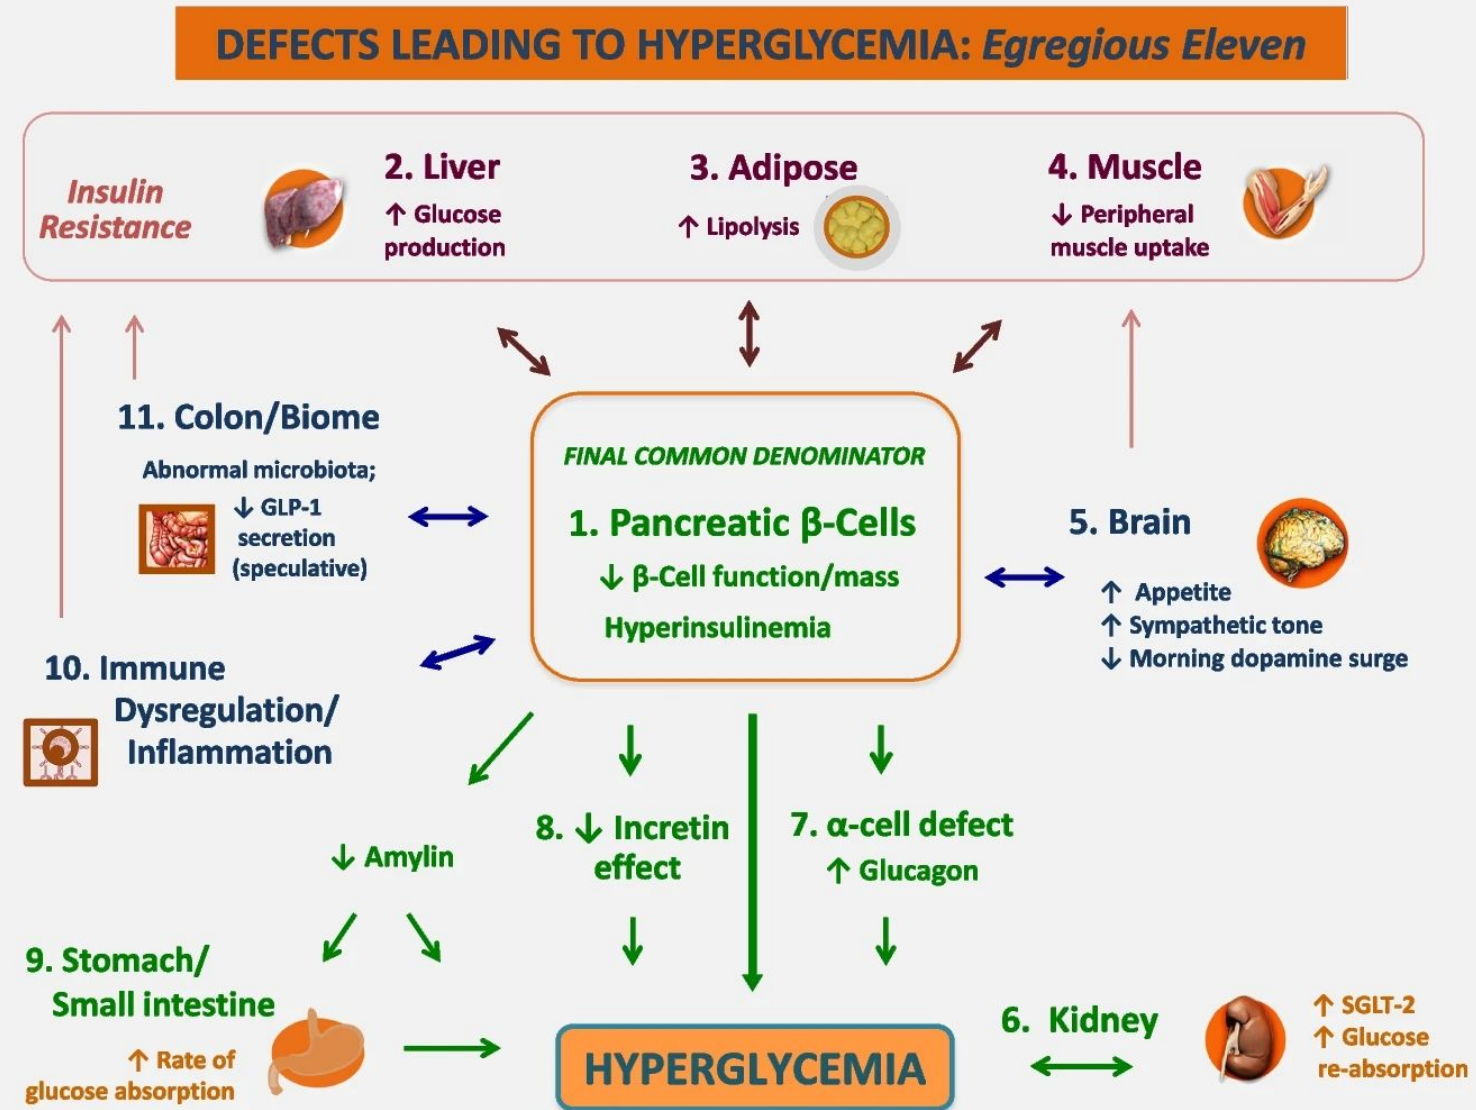 DEFECTS LEADING TO HYPERGLYCEMIA: Egregious Eleven
Insulin
Resistance
2. Liver
↑ Glucose
production
3. Adipose
↑ Lipolysis
4. Muscle
↓ Peripheral
muscle uptake
11. Colon/Biome
Abnormal microbiota;
↓ GLP-1
secretion
(speculative)
FINAL COMMON DENOMINATOR
1. Pancreatic β-Cells
↓ β-Cell function/mass
Hyperinsulinemia
5. Brain
↑ Appetite
↑ Sympathetic tone
↓ Morning dopamine surge
10. Immune
Dysregulation/
Inflammation
↓ Amylin
8. ↓ Incretin
effect
7. α-cell defect
↑ Glucagon
9. Stomach/
Small intestine
↑ Rate of
glucose absorption
HYPERGLYCEMIA
6. Kidney
↑ SGLT-2
↑ Glucose
re-absorption